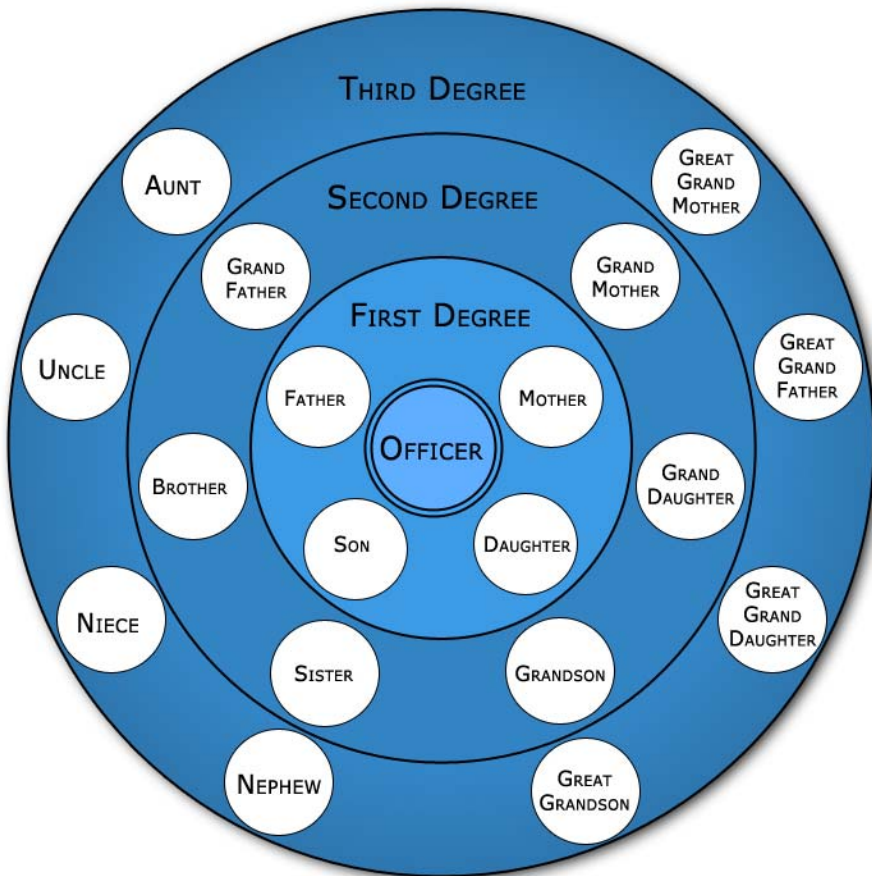 THIRD DEGREE
AUNT
GREAT
GRAND
MOTHER
SECOND DEGREE
GRAND
FATHER
GRAND
MOTHER
FIRST DEGREE
UNCLE
GREAT
GRAND
FATHER
FATHER
MOTHER
OFFICER
BROTHER
GRAND
DAUGHTER
SON
DAUGHTER
NIECE
GREAT
GRAND
DAUGHTER
SISTER
GRANDSON
NEPHEW
GREAT
GRANDSON